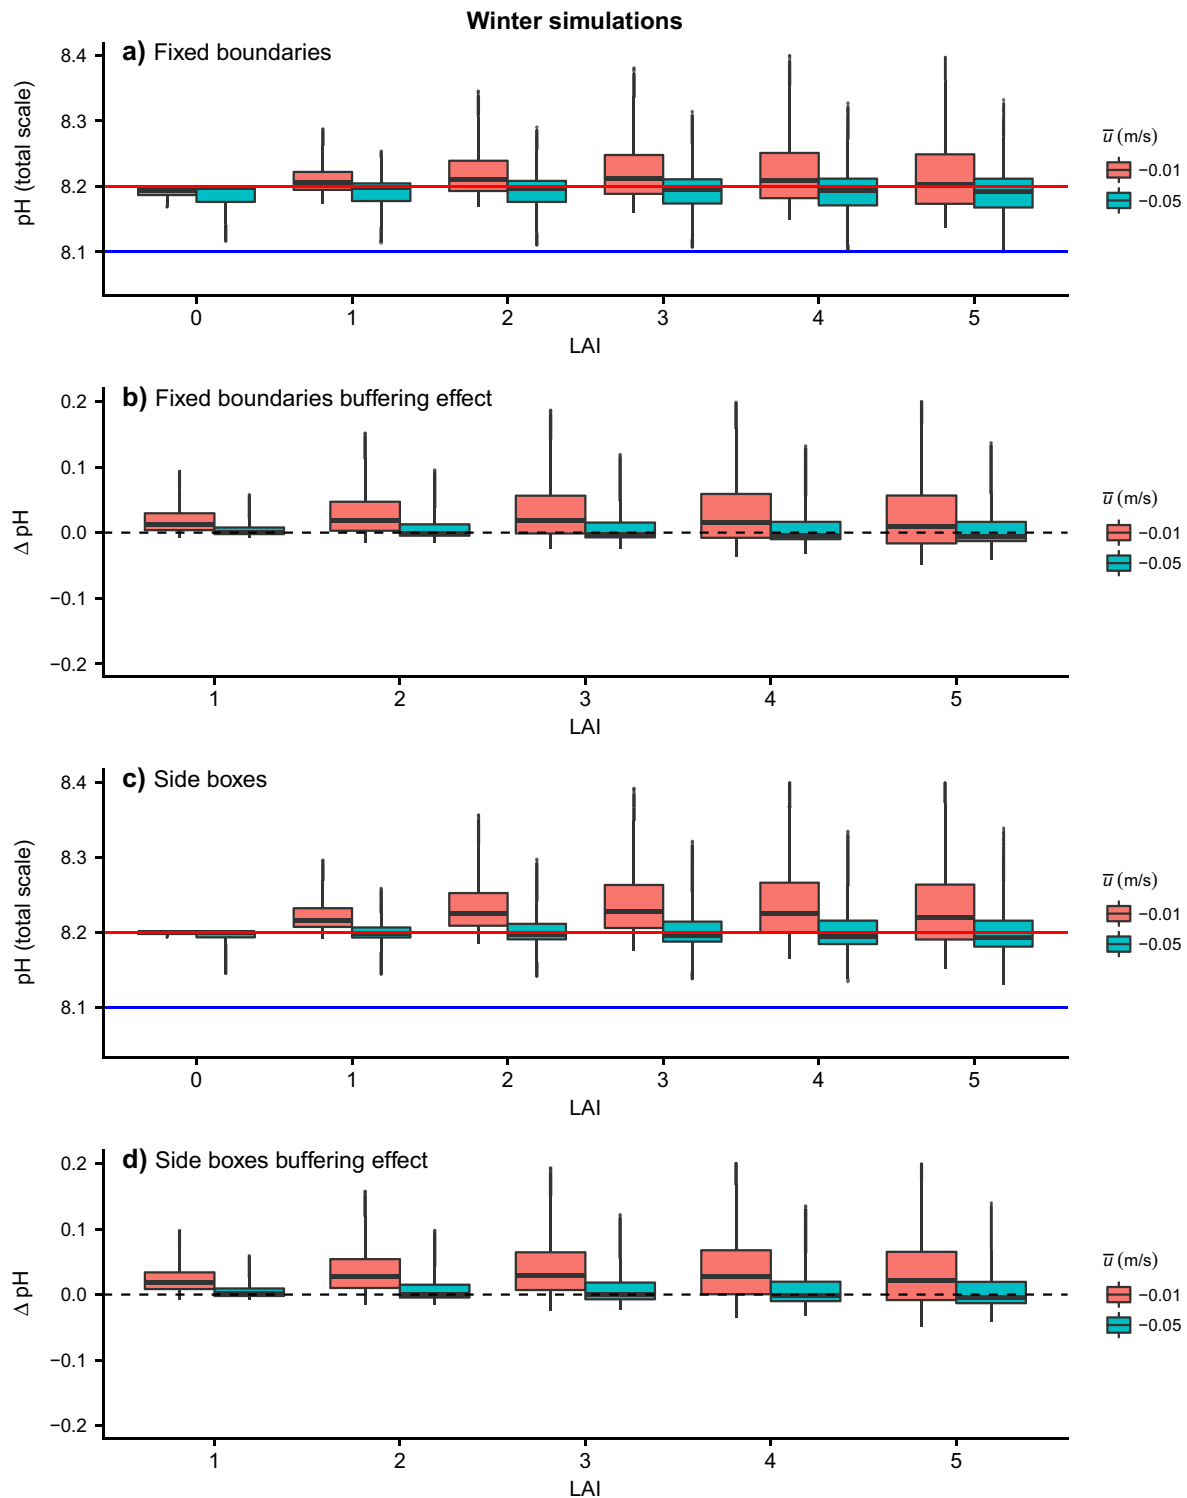 Winter simulations
a) Fixed boundaries
pH (total scale)
8.4
8.3
8.2
8.1
0 1 2 3 4 5
LAI
u̅ (m/s)
−0.01
−0.05
b) Fixed boundaries buffering effect
Δ pH
0.2
0.1
0.0
−0.1
−0.2
1 2 3 4 5
LAI
u̅ (m/s)
−0.01
−0.05
c) Side boxes
pH (total scale)
8.4
8.3
8.2
8.1
0 1 2 3 4 5
LAI
u̅ (m/s)
−0.01
−0.05
d) Side boxes buffering effect
Δ pH
0.2
0.1
0.0
−0.1
−0.2
1 2 3 4 5
LAI
u̅ (m/s)
−0.01
−0.05